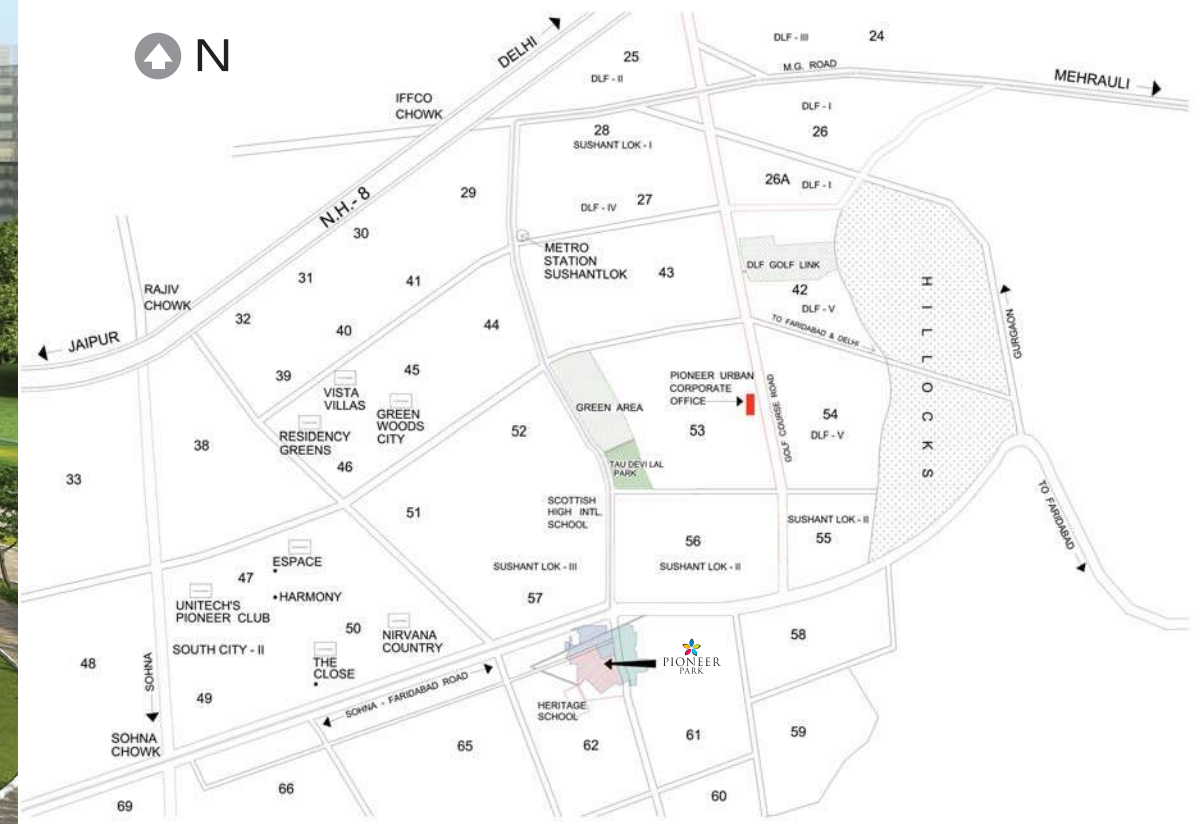 N
DELHI
25
DLF - II
DLF - III
24
M.G. ROAD
MEHRAULI
IFFCO
CHOWK
DLF - I
26
28
SUSHANT LOK - I
26A
DLF - I
29
N.H.- 8
DLF - IV
27
30
METRO
STATION
SUSHANTLOK
43
DLF GOLF LINK
31
41
42
DLF - V
HILLOCKS
GURGAON
RAJIV
CHOWK
32
40
44
TO FARIDABAD & DELHI
JAIPUR
39
45
VISTA
VILLAS
GREEN
WOODS
CITY
PIONEER URBAN
CORPORATE
OFFICE
GOLF COURSE ROAD
GREEN AREA
54
DLF - V
RESIDENCY
GREENS
38
52
53
46
TAU DEVI LAL
PARK
33
51
SCOTTISH
HIGH INTL.
SCHOOL
TO FARIDABAD
SUSHANT LOK - II
55
56
ESPACE
SUSHANT LOK - III
SUSHANT LOK - II
47
HARMONY
57
UNITECH'S
PIONEER CLUB
50
NIRVANA
COUNTRY
58
SOUTH CITY - II
48
SOHNA
THE
CLOSE
PIONEER
PARK
49
SOHNA - FARIDABAD ROAD
HERITAGE
SCHOOL
SOHNA
CHOWK
65
62
61
59
66
60
69